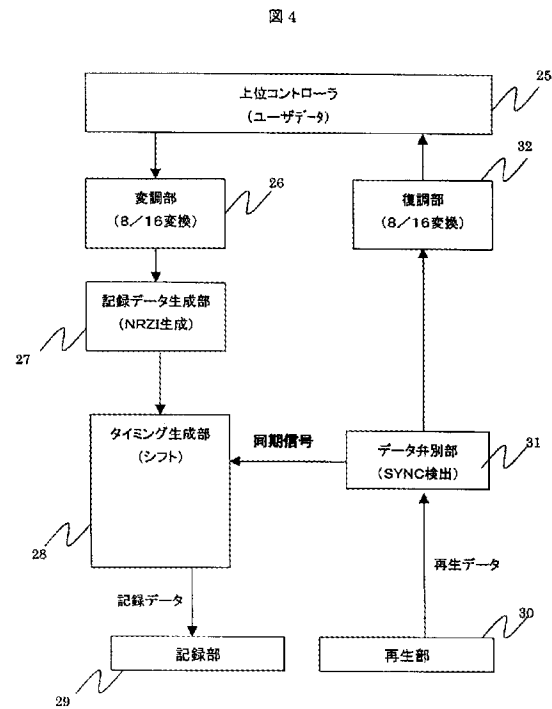 図4
上位コントローラ
(ユーザデータ)
25
変調部
(8/16変換)
26
復調部
(8/16変換)
32
記録データ生成部
(NRZI生成)
27
タイミング生成部
(シフト)
28
同期信号
データ弁別部
(SYNC検出)
31
記録データ
再生データ
記録部
29
再生部
30